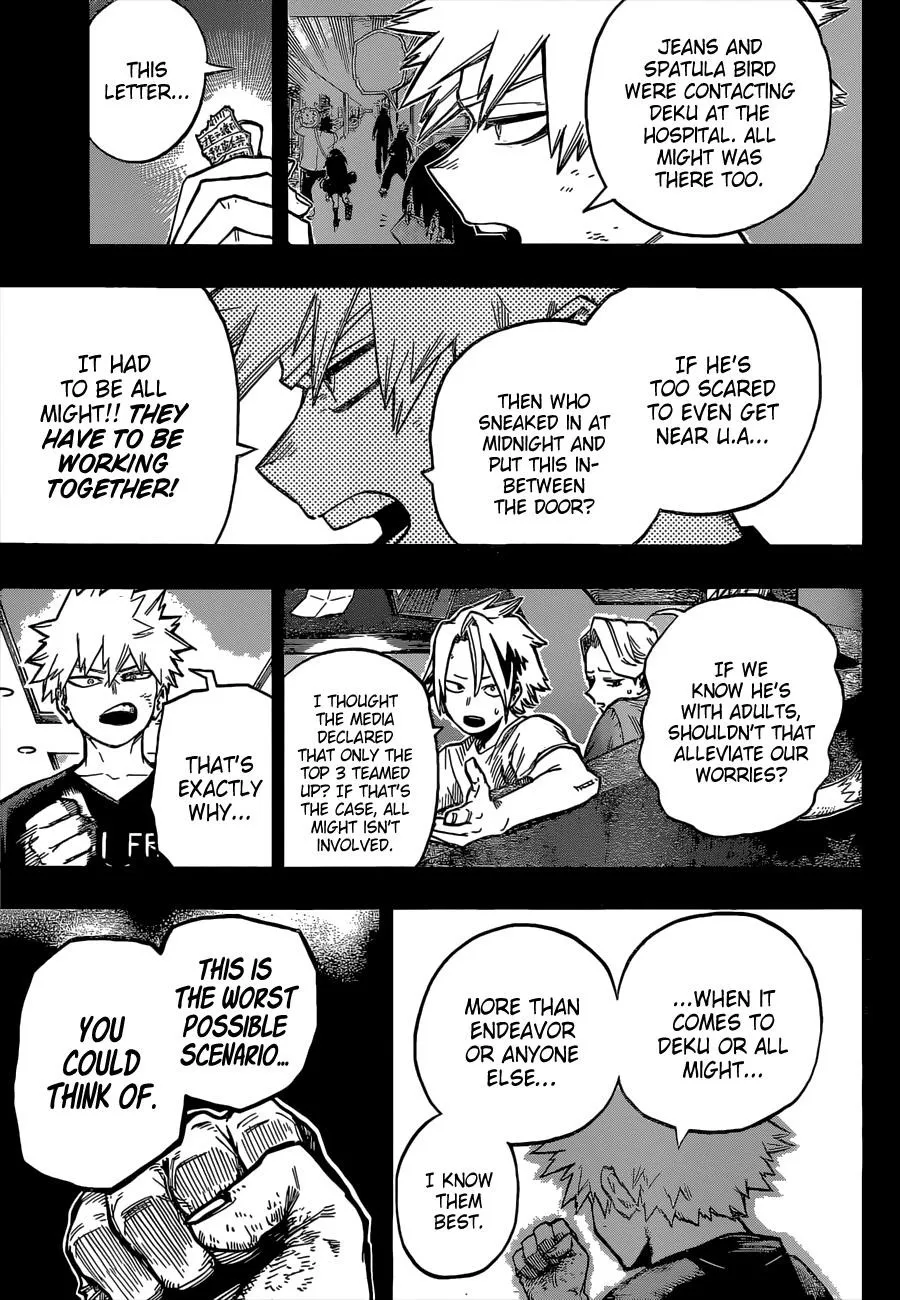 JEANS AND
SPATULA BIRD
WERE CONTACTING
DEKU AT THE
HOSPITAL. ALL
MIGHT WAS
THERE TOO.
THIS
LETTER...
IF HE'S
TOO SCARED
TO EVEN GET
NEAR U.A...
THEN WHO
SNEAKED IN AT
MIDNIGHT AND
PUT THIS IN-
BETWEEN
THE DOOR?
IT HAD
TO BE ALL
MIGHT!! THEY
HAVE TO BE
WORKING
TOGETHER!
IF WE
KNOW HE'S
WITH ADULTS,
SHOULDN'T THAT
ALLEVIATE OUR
WORRIES?
I THOUGHT
THE MEDIA
DECLARED
THAT ONLY THE
TOP 3 TEAMED
UP? IF THAT'S
THE CASE, ALL
MIGHT ISN'T
INVOLVED.
THAT'S
EXACTLY
WHY...
I FR
...WHEN IT
COMES TO
DEKU OR ALL
MIGHT...
MORE THAN
ENDEAVOR
OR ANYONE
ELSE...
I KNOW
THEM
BEST.
THIS IS
THE WORST
POSSIBLE
SCENARIO...
YOU
COULD
THINK OF.